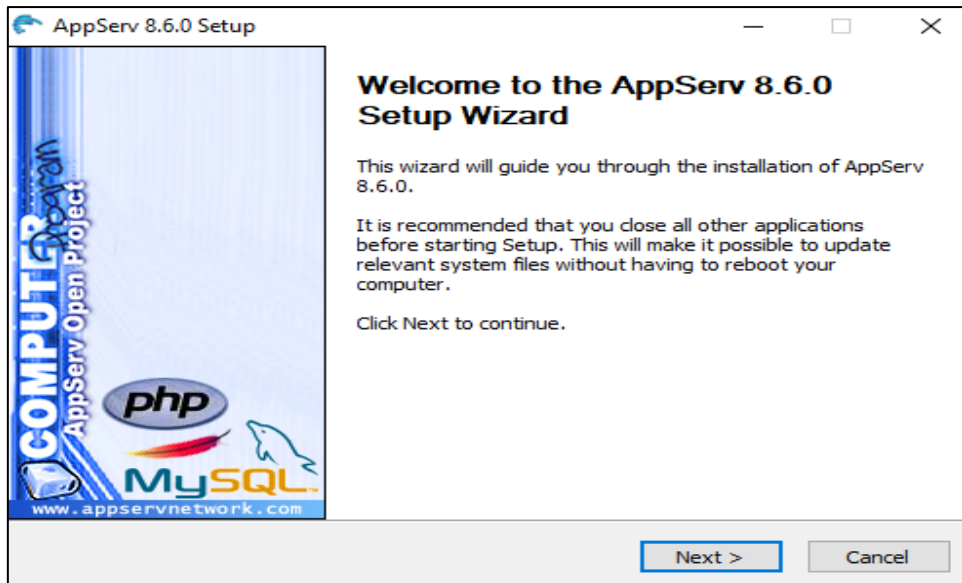 AppServ 8.6.0 Setup
Welcome to the AppServ 8.6.0
Setup Wizard
This wizard will guide you through the installation of AppServ
8.6.0.
It is recommended that you close all other applications
before starting Setup. This will make it possible to update
relevant system files without having to reboot your
computer.
Click Next to continue.
COMPUTER
Program
AppServ Open Project
php
MySQL
www.appservnetwork.com
Next >
Cancel